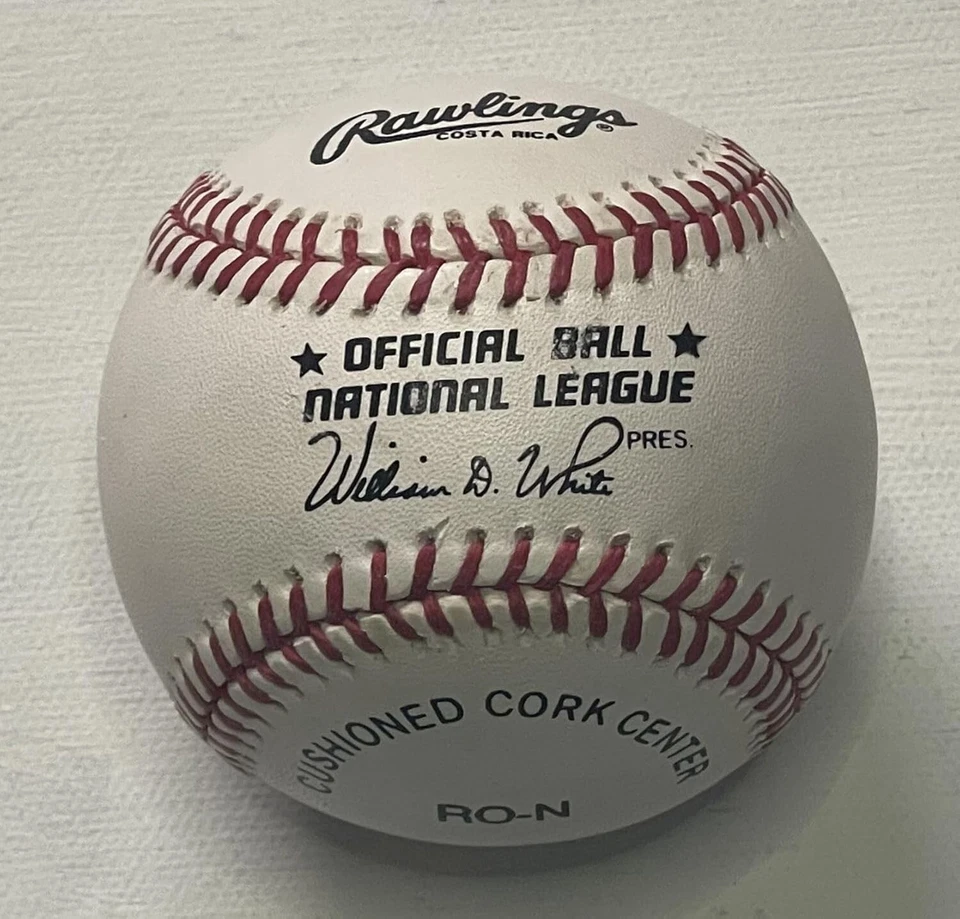 Rawlings®
COSTA RICA
★ OFFICIAL BALL ★
NATIONAL LEAGUE
William D. White PRES.
CUSHIONED CORK CENTER
RO-N